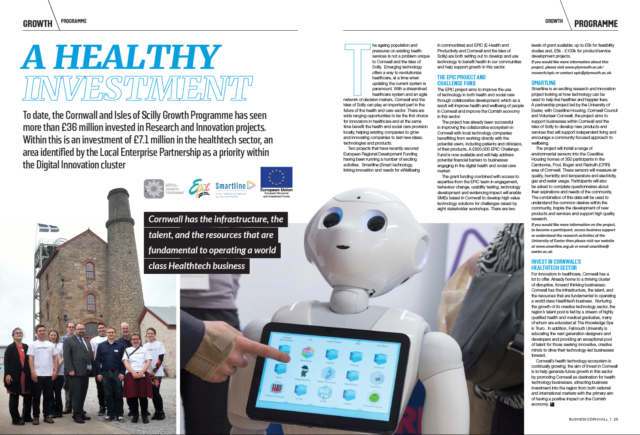 GROWTH
PROGRAMME
GROWTH
PROGRAMME
A HEALTHY
INVESTMENT
To date, the Cornwall and Isles of Scilly Growth Programme has seen
more than £36 million invested in Research and Innovation projects.
Within this is an investment of £7.1 million in the healthtech sector, an
area identified by the Local Enterprise Partnership as a priority within
the Digital Innovation cluster
Smartline
European Union
Cornwall has the infrastructure, the
talent, and the resources that are
fundamental to operating a world
class Healthtech business
The ageing population and
pressures on existing health
services is not a problem unique
to Cornwall and the Isles of
Scilly. Emerging technology
offers a way to revolutionise
healthcare, at a time when
updating the current system is
paramount. With a streamlined
healthcare system and an agile
network of decision makers, Cornwall and the
Isles of Scilly can play an important part in the
future of the health and care sector. There are
wide ranging opportunities to be the first choice
for innovators in healthcare and at the same
time benefit the health and social care provision
locally, helping existing companies to grow
and innovating companies to test new ideas,
technologies and products.
Two projects that have recently secured
European Regional Development Funding
having been running a number of exciting
activities. Smartline (Smart technology,
linking innovation and needs for eWellbeing
in communities) and EPIC (E-Health and
Productivity and Cornwall and the Isles of
Scilly) are both setting out to develop and use
technology to benefit health in our communities
and help support growth in this sector.
THE EPIC PROJECT AND
CHALLENGE FUND
The EPIC project aims to improve the use
of technology in both health and social care
through collaborative development, which as a
result will improve health and wellbeing of people
in Cornwall and improve the Cornish economy
in this sector.
The project has already been successful
in improving the collaborative ecosystem in
Cornwall with local technology companies
benefitting from working directly with the
potential users, including patients and clinicians,
of their products. A £600,000 EPIC Challenge
Fund is now available and will help address
potential financial barriers to businesses
engaging in the digital health and social care
market.
The grant funding combined with access to
expertise from the EPIC team in engagement,
behaviour change, usability testing, technology
development and evidencing impact will enable
SMEs based in Cornwall to develop high value
technology solutions for challenges raised by
eight stakeholder workshops. There are two
levels of grant available; up to £5k for feasibility
studies and, £5k - £100k for product/service
development projects.
If you would like more information about this
project, please visit www.plymouth.ac.uk/
research/epic or contact epic@plymouth.ac.uk.
SMARTLINE
Smartline is an exciting research and innovation
project looking at how technology can be
used to help live healthier and happier lives.
A partnership project led by the University of
Exeter, with Coastline Housing, Cornwall Council
and Volunteer Cornwall, the project aims to
support businesses within Cornwall and the
Isles of Scilly to develop new products and
services that will support independent living and
encourage a community focused approach to
wellbeing.
The project will install a range of
environmental sensors into the Coastline
Housing homes of 350 participants in the
Camborne, Pool, Illogan and Redruth (CPIR)
area of Cornwall. These sensors will measure air
quality, humidity and temperatures and electricity,
gas and water usage. Participants will also
be asked to complete questionnaires about
their aspirations and needs of the community.
The combination of this data will be used to
understand the common desires within the
community, inspire the development of new
products and services and support high quality
research.
If you would like more information on the project,
to become a participant, access business support
or understand the research activities of the
University of Exeter then please visit our website
at www.smartline.org.uk or email smartline@
exeter.ac.uk.
INVEST IN CORNWALL'S
HEALTHTECH SECTOR
For innovators in healthcare, Cornwall has a
lot to offer. Already home to a thriving cluster
of disruptive, forward thinking businesses;
Cornwall has the infrastructure, the talent, and
the resources that are fundamental to operating
a world class Healthtech business. Nurturing
the growth of its creative technology sector, the
region's talent pool is fed by a stream of highly
qualified health and medical graduates, many
of whom are educated at The Knowledge Spa
in Truro. In addition, Falmouth University is
educating the next generation designers and
developers and providing an exceptional pool
of talent for those seeking innovative, creative
minds to drive their technology-led businesses
forward.
Cornwall's health technology ecosystem is
continually growing; the aim of Invest in Cornwall
is to help generate future growth in this sector
by promoting Cornwall as destination for health
technology businesses, attracting business
investment into the region from both national
and international markets with the primary aim
of having a positive impact on the Cornish
economy.
BUSINESS CORNWALL | 25